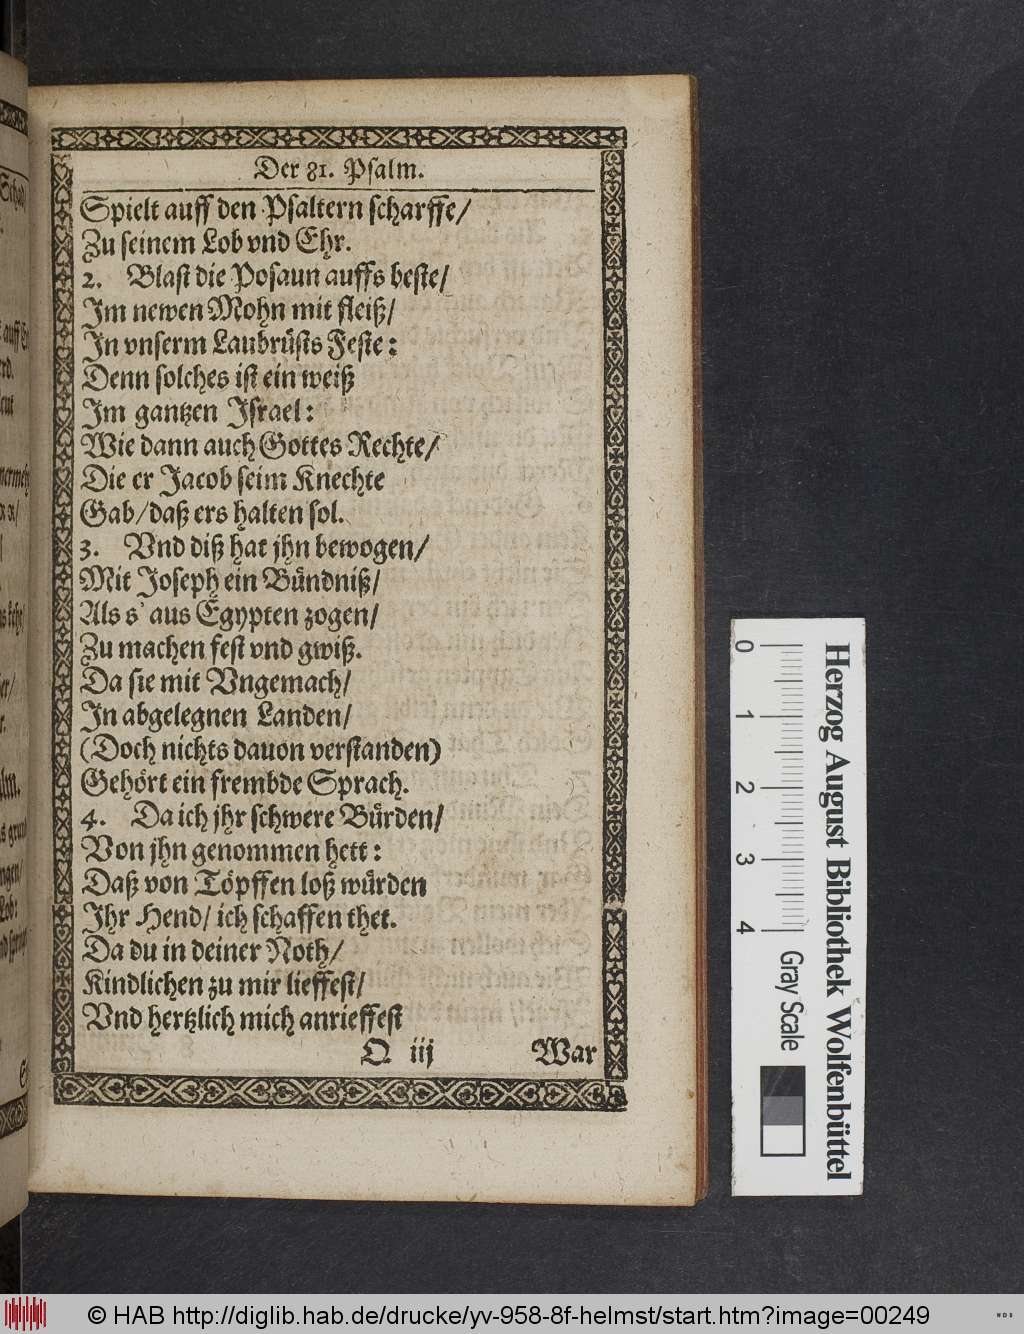 Der 81. Psalm.
Spielt auff den Psaltern scharffe/
Zu seinem Lob vnd Ehr.
2. Blast die Posaun auffs beste/
Im newen Mohn mit fleiß/
In vnserm Laubrüsts Feste:
Denn solches ist ein weiß
Im gantzen Israel:
Wie dann auch Gottes Rechte/
Die er Jacob seim Knechte
Gab/ daß ers halten sol.
3. Vnd diß hat jhn bewogen/
Mit Joseph ein Bündniß/
Als s' aus Egypten zogen/
Zu machen fest vnd gwiß.
Da sie mit Vngemach/
In abgelegnen Landen/
(Doch nichts dauon verstanden)
Gehört ein frembde Sprach.
4. Da ich jhr schwere Bürden/
Von jhn genommen hett:
Daß von Töpffen loß würden
Ihr Hend/ ich schaffen thet.
Da du in deiner Noth/
Kindlichen zu mir lieffest/
Vnd hertzlich mich anrieffest
Q iij War
Herzog August Bibliothek Wolfenbüttel
0 1 2 3 4 Gray Scale
© HAB http://diglib.hab.de/drucke/yv-958-8f-helmst/start.htm?image=00249